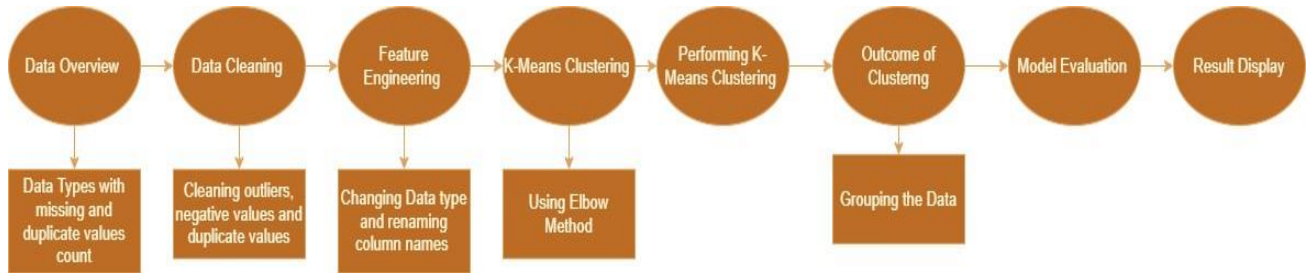 Data Overview
Data Cleaning
Feature
Engineering
K-Means Clustering
Performing K-
Means Clustering
Outcome of
Clusterng
Model Evaluation
Result Display
Data Types with
missing and
duplicate values
count
Cleaning outliers,
negative values and
duplicate values
Changing Data type
and renaming
column names
Using Elbow
Method
Grouping the Data